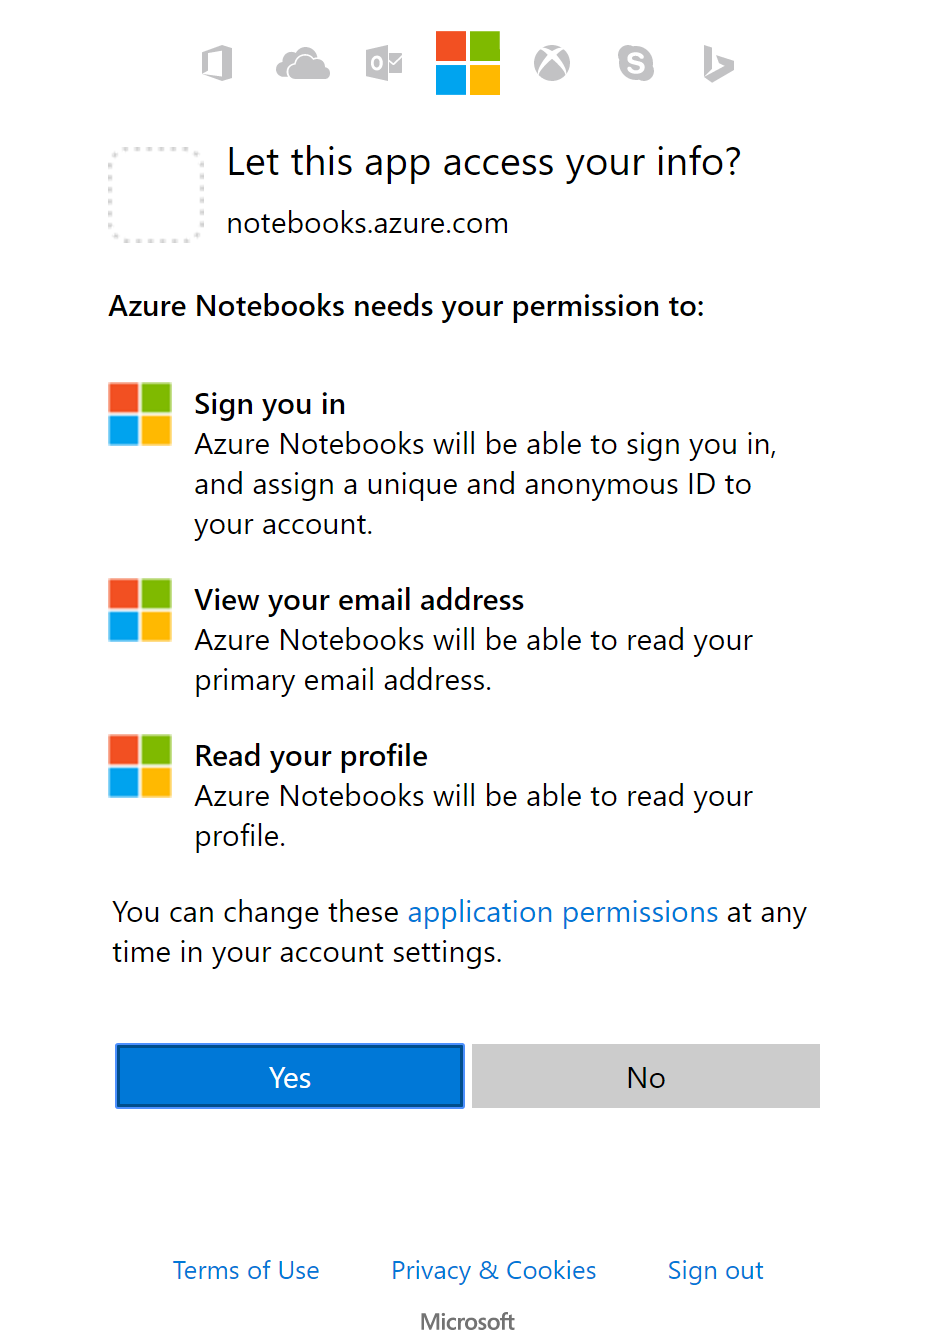 Let this app access your info?
notebooks.azure.com
Azure Notebooks needs your permission to:
Sign you in
Azure Notebooks will be able to sign you in,
and assign a unique and anonymous ID to
your account.
View your email address
Azure Notebooks will be able to read your
primary email address.
Read your profile
Azure Notebooks will be able to read your
profile.
You can change these application permissions at any
time in your account settings.
Yes No
Terms of Use Privacy & Cookies Sign out
Microsoft